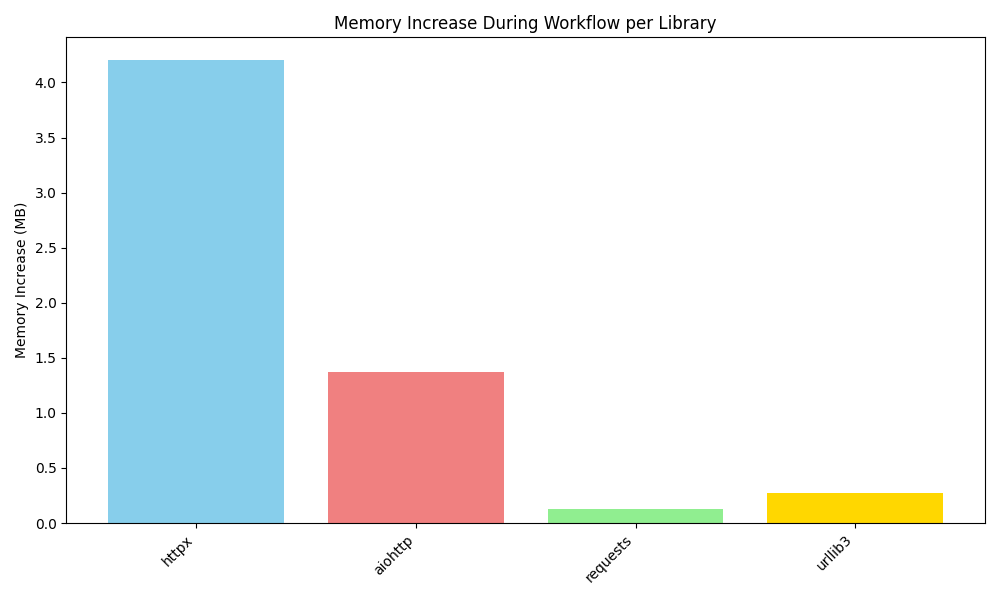 Memory Increase During Workflow per Library
Memory Increase (MB)
4.0
3.5
3.0
2.5
2.0
1.5
1.0
0.5
0.0
httpx
aiohttp
requests
urllib3